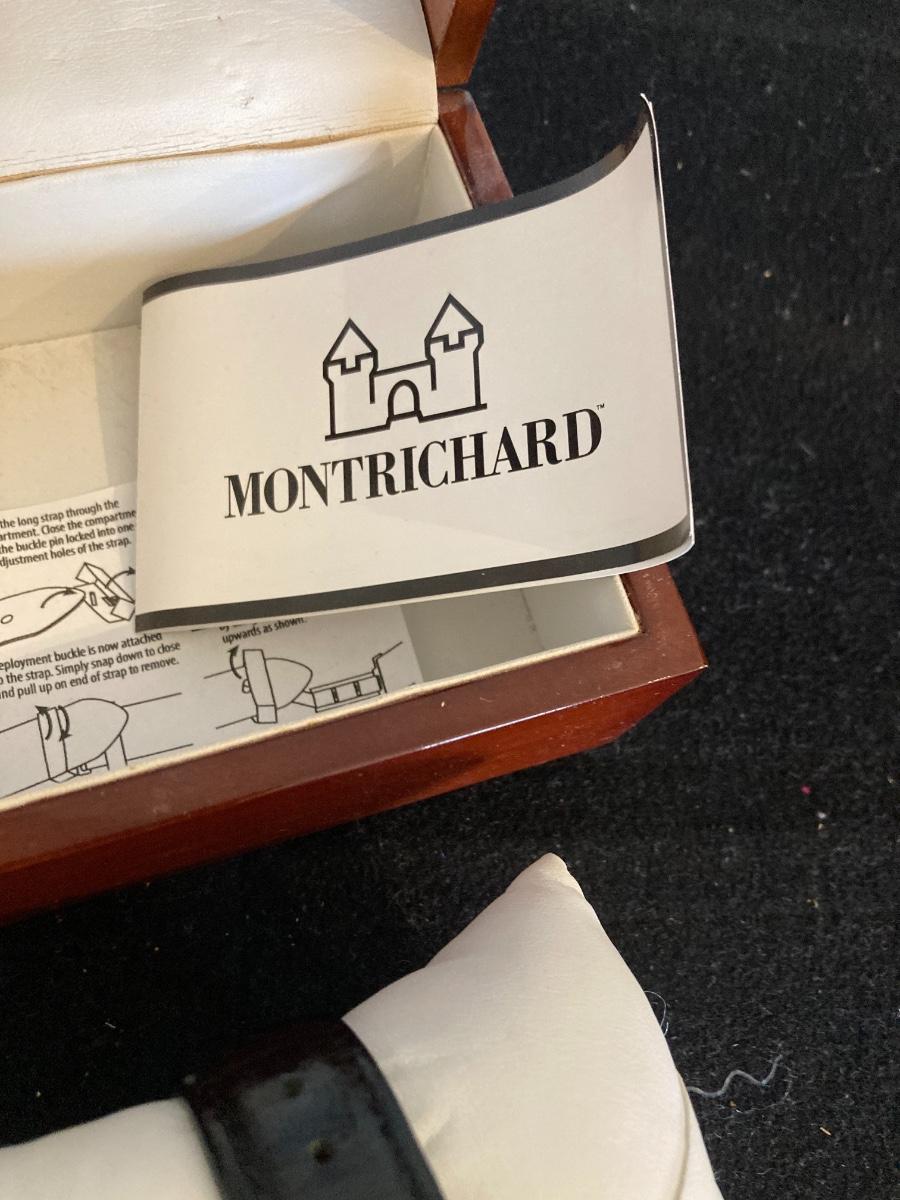 MONTRICHARD™
the long strap through the
artment. Close the compartme
the buckle pin locked into one
djustment holes of the strap.
eployment buckle is now attached
o the strap. Simply snap down to close
nd pull up on end of strap to remove.
upwards as shown.